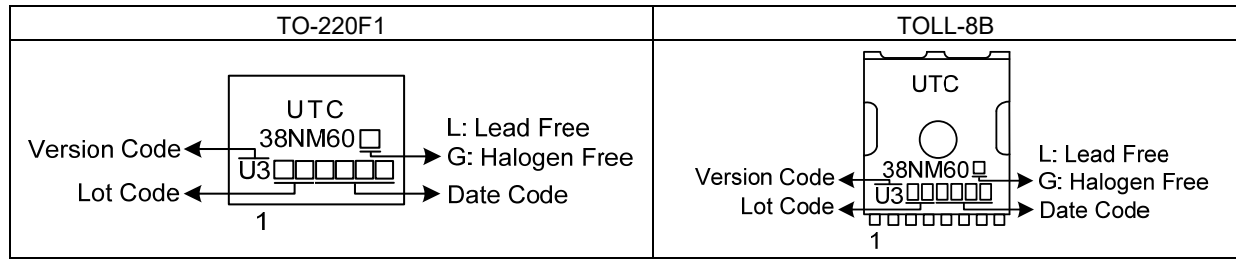 TO-220F1
UTC
38NM60□
Version Code
L: Lead Free
G: Halogen Free
U3□□□□□□
Lot Code
Date Code
1
TOLL-8B
UTC
38NM60□
Version Code
L: Lead Free
G: Halogen Free
U3□□□□□□
Lot Code
Date Code
1